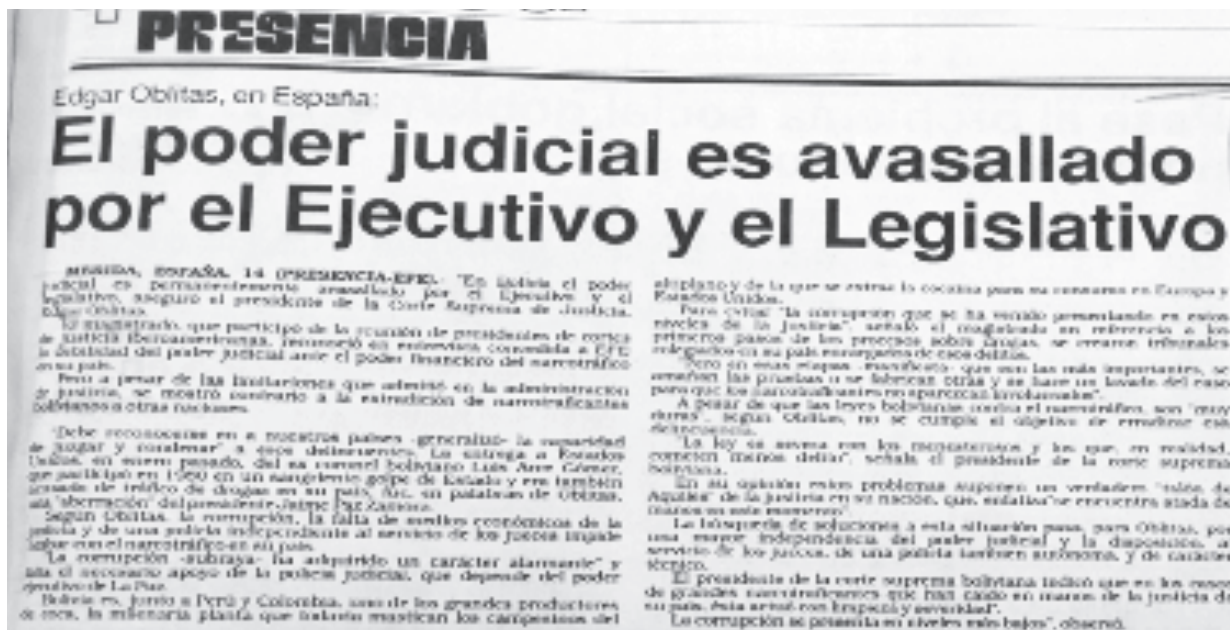 PRESENCIA
Edgar Oblitas, en España:
El poder judicial es avasallado
por el Ejecutivo y el Legislativo
MERIDA, ESPAÑA, 14 (PRESENCIA-EFE).- "En Bolivia el poder
judicial es permanentemente avasallado por el Ejecutivo y el
legislativo, aseguró el presidente de la Corte Suprema de Justicia,
Edgar Oblitas.
El magistrado, que participó de la reunión de presidentes de cortes
de justicia iberoamericanas, reconoció en entrevista concedida a EFE
la debilidad del poder judicial ante el poder financiero del narcotráfico
en su país.
Pero a pesar de las limitaciones que admitió en la administración
de justicia, se mostró contrario a la extradición de narcotraficantes
bolivianos a otras naciones.
"Debe reconocerse en a nuestros países -generalizó- la capacidad
de juzgar y condenar" a esos delincuentes. La entrega a Estados
Unidos, en enero pasado, del ex coronel boliviano Luis Arce Gómez,
que participó en 1980 en un sangriento golpe de Estado y era también
acusado de tráfico de drogas en su país, fue, en palabras de Oblitas,
una "aberración" del presidente Jaime Paz Zamora.
Según Oblitas, la corrupción, la falta de medios económicos de la
justicia y de una policía independiente al servicio de los jueces impide
acabar con el narcotráfico en su país.
"La corrupción -subraya- ha adquirido un carácter alarmante" y
falta el necesario apoyo de la policía judicial, que depende del poder
ejecutivo de La Paz.
Bolivia es, junto a Perú y Colombia, uno de los grandes productores
de coca, la milenaria planta que todavía mastican los campesinos del
altiplano y de la que se extrae la cocaína para su consumo en Europa y
Estados Unidos.
Para evitar "la corrupción que se ha venido presentando en estos
niveles de la justicia", señaló el magistrado en referencia a los
primeros pasos de los procesos sobre drogas, se crearon tribunales
en su país encargados de esos delitos.
"Pero en esas etapas -manifestó- que son las más importantes, se
amañan las pruebas o se fabrican otras y se hace un lavado del caso
para que los narcotraficantes no aparezcan involucrados".
A pesar de que las leyes bolivianas contra el narcotráfico, son "muy
duras", según Oblitas, no se cumple el objetivo de erradicar esa
delincuencia.
"La ley se ensena con los menesterosos y los que, en realidad,
cometen menos delito", señala el presidente de la corte suprema
boliviana.
En su opinión estos problemas suponen un verdadero "talón de
Aquiles" de la justicia en su nación, que, enfatiza "se encuentra atada de
manos en este momento".
La búsqueda de soluciones a esta situación pasa, para Oblitas, por
una mayor independencia del poder judicial y la disposición, al
servicio de los jueces, de una policía también autónoma, y de carácter
técnico.
El presidente de la corte suprema boliviana indicó que en los casos
de grandes narcotraficantes que han caído en manos de la justicia de
su país, ésta actuó con limpieza y severidad".
La corrupción se presenta en niveles más bajos", observó.